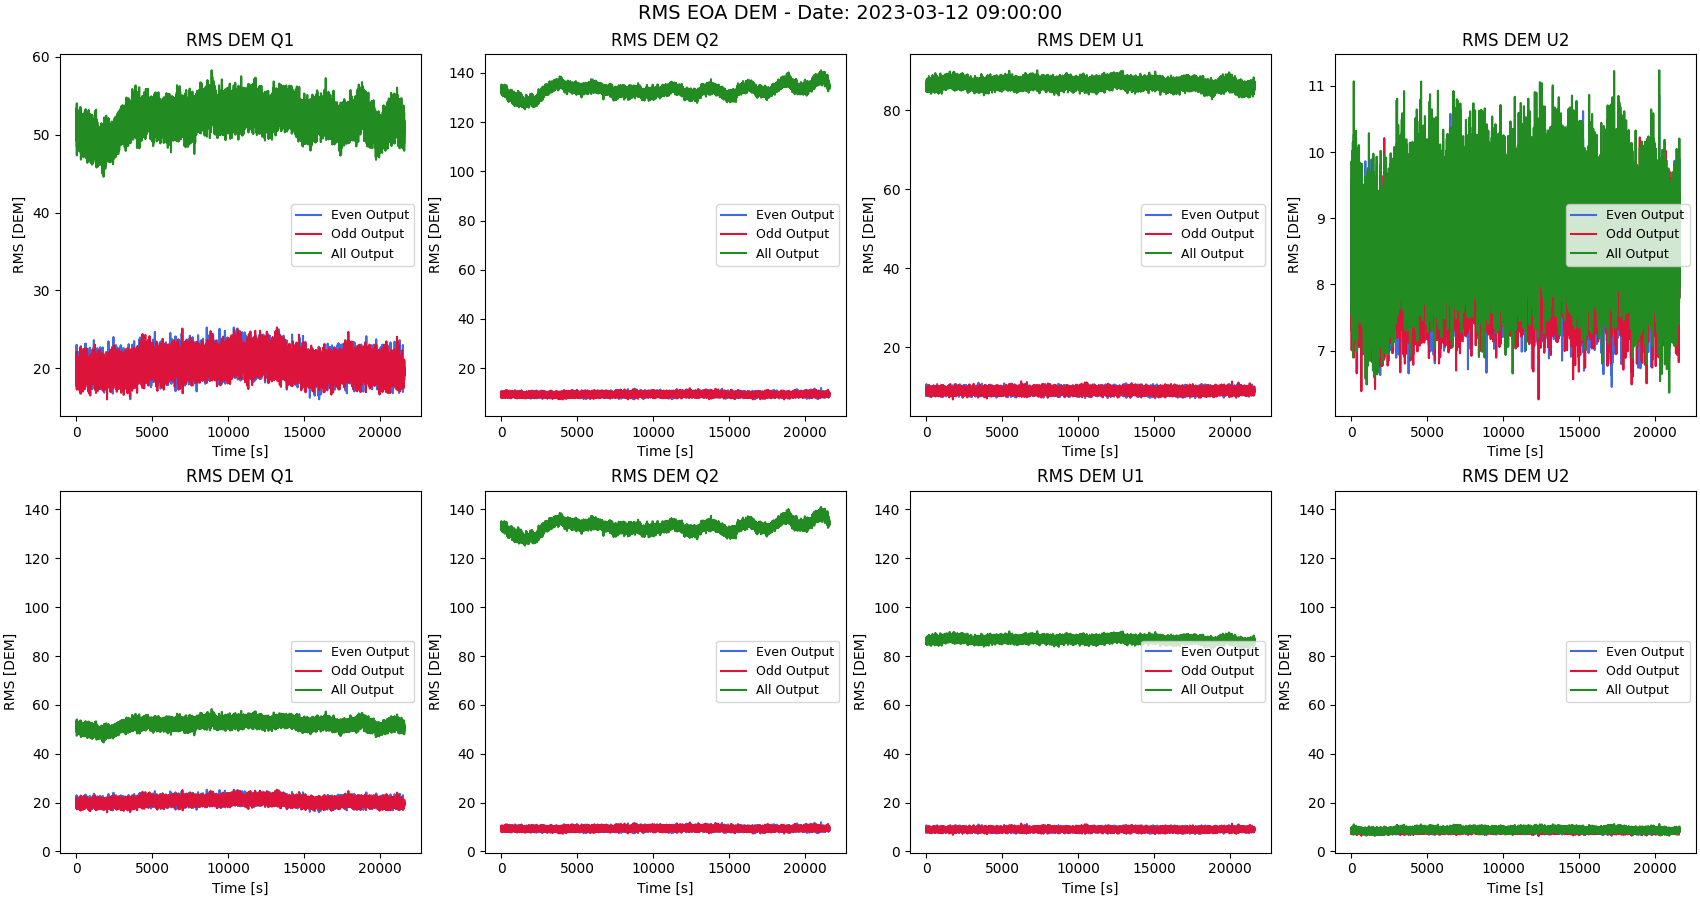 RMS EOA DEM - Date: 2023-03-12 09:00:00
RMS DEM Q1
RMS [DEM]
60
50
40
30
20
0 5000 10000 15000 20000
Time [s]
Even Output
Odd Output
All Output
RMS DEM Q2
RMS [DEM]
140
120
100
80
60
40
20
0 5000 10000 15000 20000
Time [s]
Even Output
Odd Output
All Output
RMS DEM U1
RMS [DEM]
80
60
40
20
0 5000 10000 15000 20000
Time [s]
Even Output
Odd Output
All Output
RMS DEM U2
RMS [DEM]
11
10
9
8
7
0 5000 10000 15000 20000
Time [s]
Even Output
Odd Output
All Output
RMS DEM Q1
RMS [DEM]
140
120
100
80
60
40
20
0
0 5000 10000 15000 20000
Time [s]
Even Output
Odd Output
All Output
RMS DEM Q2
RMS [DEM]
140
120
100
80
60
40
20
0
0 5000 10000 15000 20000
Time [s]
Even Output
Odd Output
All Output
RMS DEM U1
RMS [DEM]
140
120
100
80
60
40
20
0
0 5000 10000 15000 20000
Time [s]
Even Output
Odd Output
All Output
RMS DEM U2
RMS [DEM]
140
120
100
80
60
40
20
0
0 5000 10000 15000 20000
Time [s]
Even Output
Odd Output
All Output